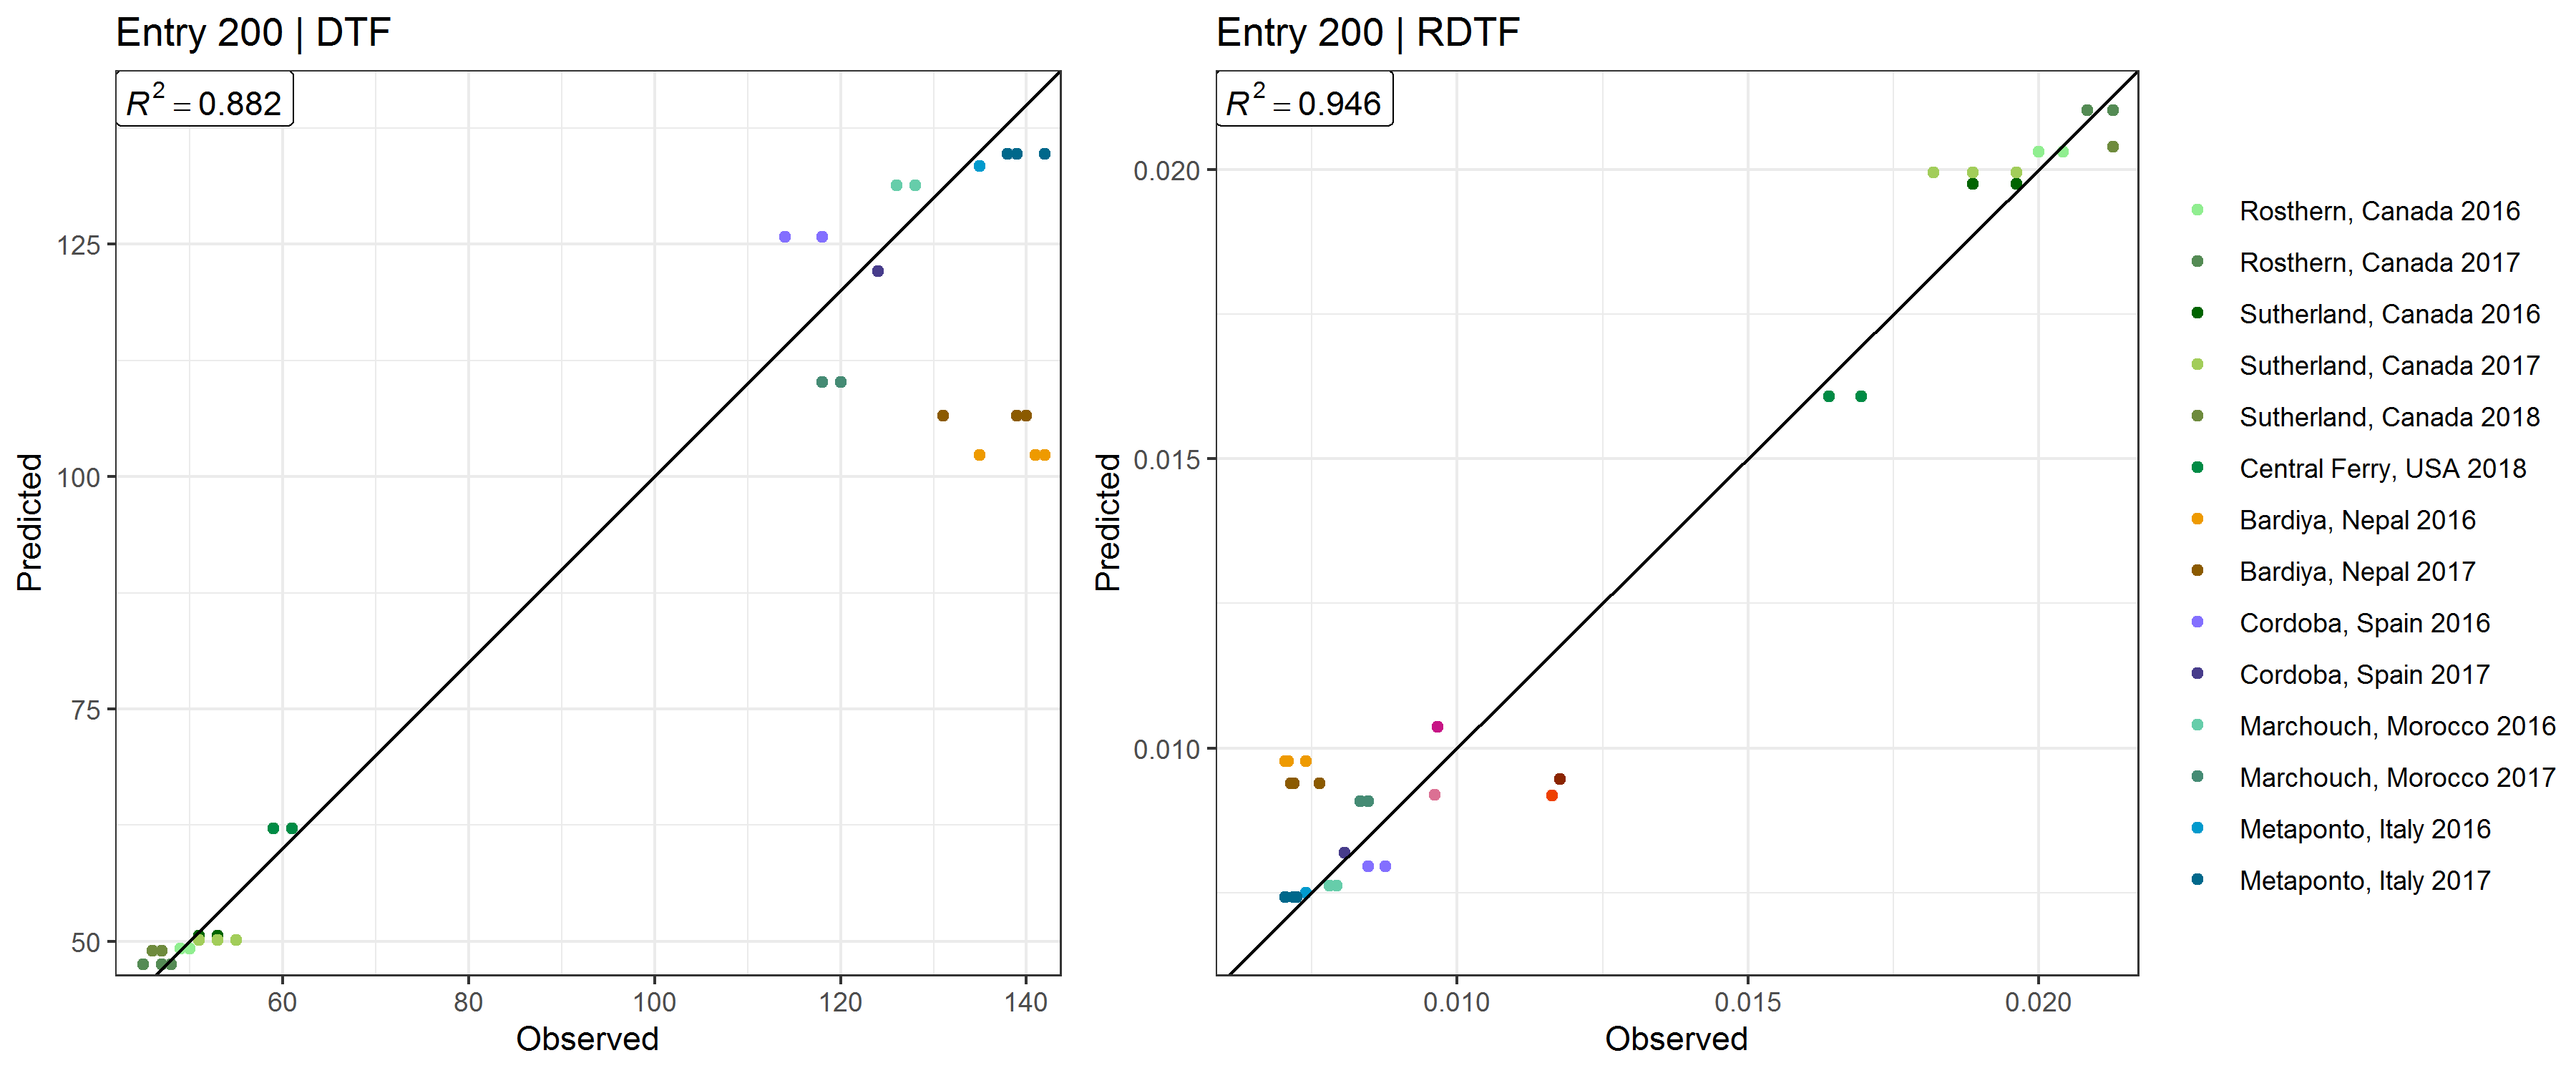 Entry 200 | DTF
R² = 0.882
125
100
75
50
60 80 100 120 140
Observed
Predicted
Entry 200 | RDTF
R² = 0.946
0.020
0.015
0.010
0.010 0.015 0.020
Observed
Predicted
Rosthern, Canada 2016
Rosthern, Canada 2017
Sutherland, Canada 2016
Sutherland, Canada 2017
Sutherland, Canada 2018
Central Ferry, USA 2018
Bardiya, Nepal 2016
Bardiya, Nepal 2017
Cordoba, Spain 2016
Cordoba, Spain 2017
Marchouch, Morocco 2016
Marchouch, Morocco 2017
Metaponto, Italy 2016
Metaponto, Italy 2017